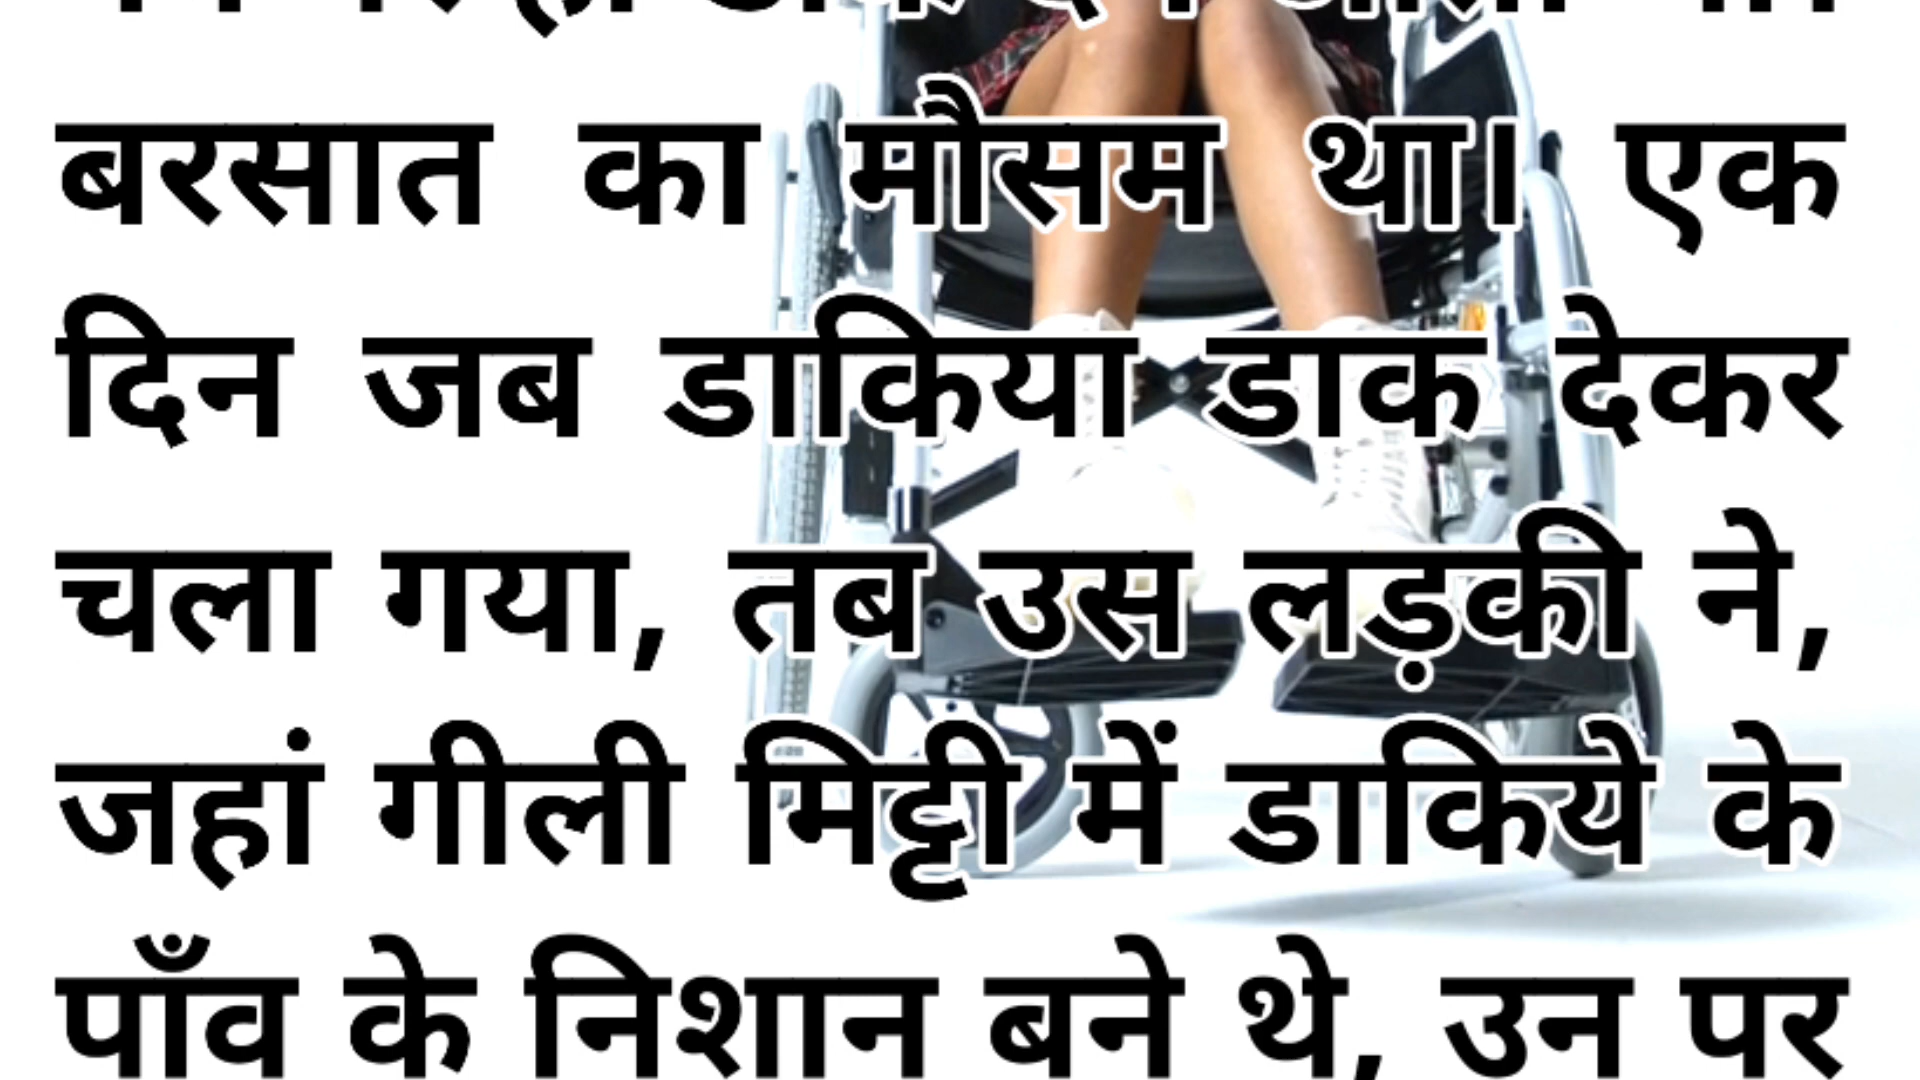 बरसात का मौसम था। एक
दिन जब डाकिया डाक देकर
चला गया, तब उस लड़की ने,
जहां गीली मिट्टी में डाकिये के
पाँव के निशान बने थे, उन पर